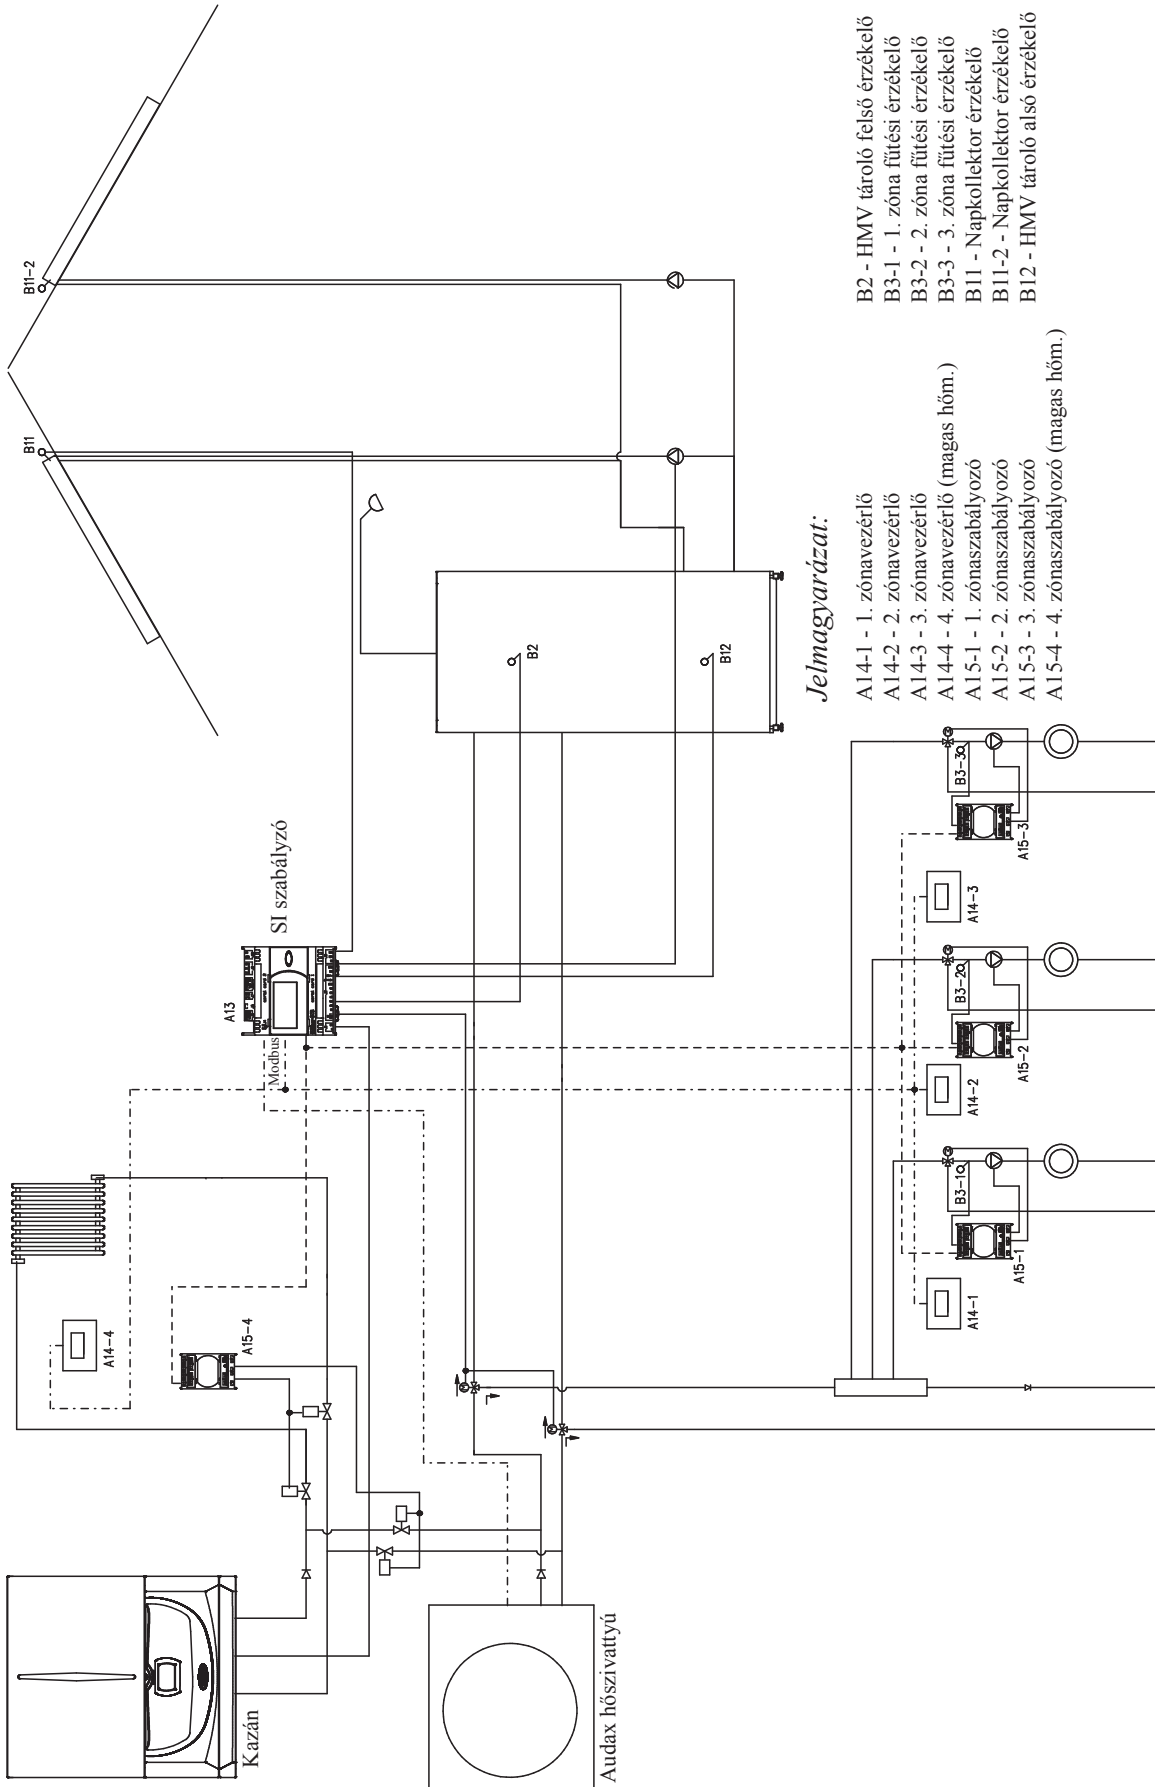 B11-2
B11
SI szabályzó
A13
Modbus
B2
B12
A14-4
A15-4
Kazán
Audax hőszivattyú
B3-1
A15-1
A14-1
B3-2
A15-2
A14-2
B3-3
A15-3
A14-3
Jelmagyarázat:
A14-1 - 1. zónavezérlő
A14-2 - 2. zónavezérlő
A14-3 - 3. zónavezérlő
A14-4 - 4. zónavezérlő (magas hőm.)
A15-1 - 1. zónaszabályozó
A15-2 - 2. zónaszabályozó
A15-3 - 3. zónaszabályozó
A15-4 - 4. zónaszabályozó (magas hőm.)
B2 - HMV tároló felső érzékelő
B3-1 - 1. zóna fűtési érzékelő
B3-2 - 2. zóna fűtési érzékelő
B3-3 - 3. zóna fűtési érzékelő
B11 - Napkollektor érzékelő
B11-2 - Napkollektor érzékelő
B12 - HMV tároló alsó érzékelő